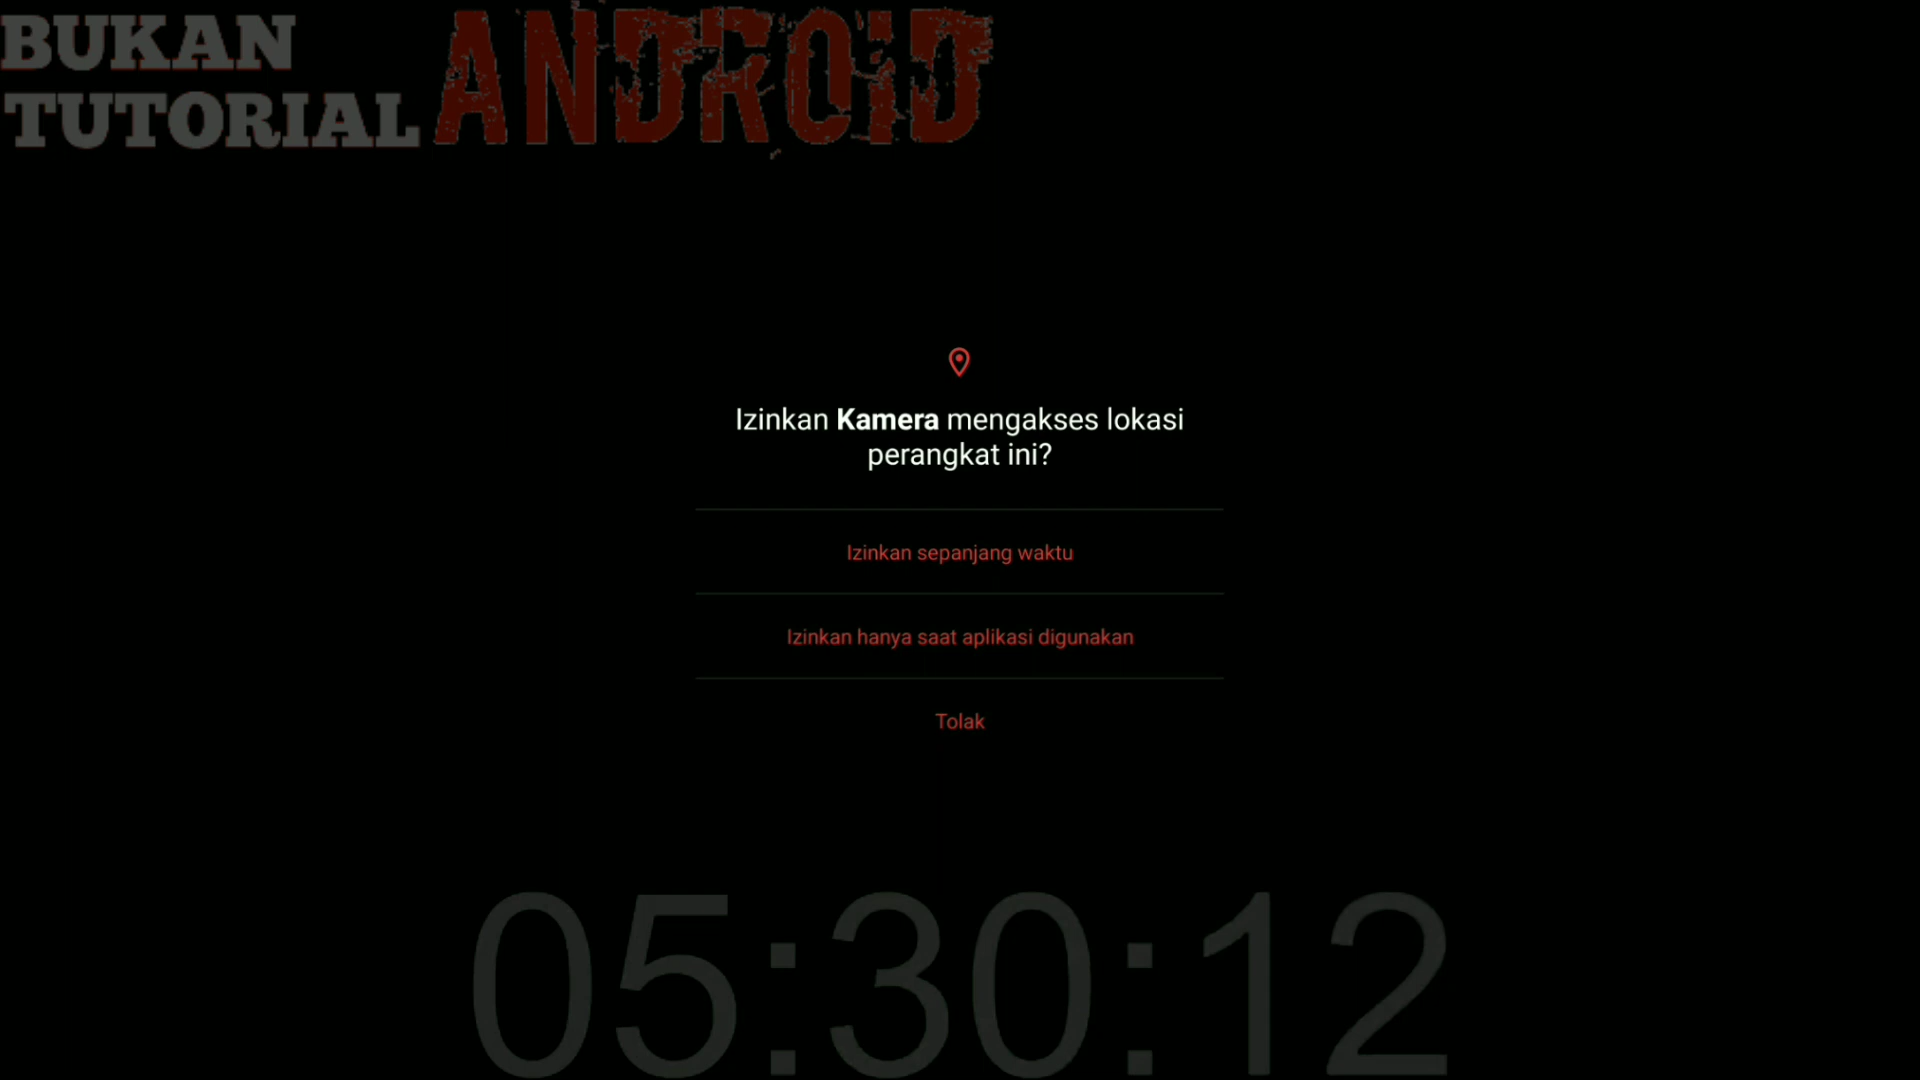 BUKAN
TUTORIAL
ANDROID
Izinkan Kamera mengakses lokasi
perangkat ini?
Izinkan sepanjang waktu
Izinkan hanya saat aplikasi digunakan
Tolak
05:30:12